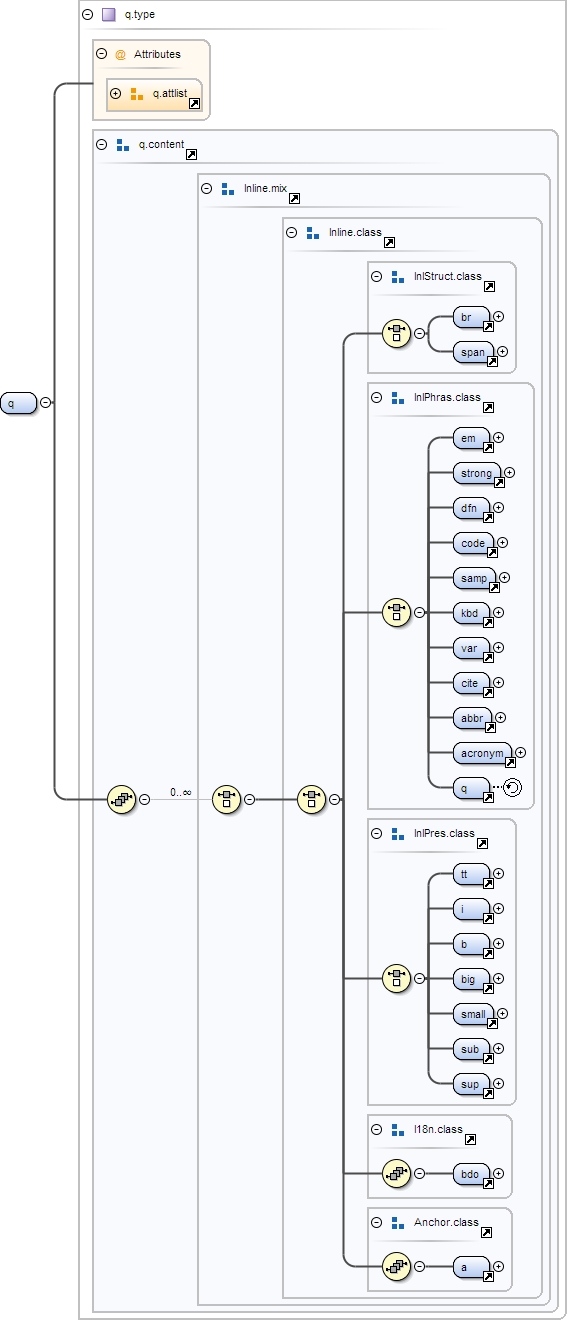 q.type
@ Attributes
q.attlist
q.content
Inline.mix
Inline.class
InlStruct.class
br
span
q
InlPhras.class
em
strong
dfn
code
samp
kbd
var
cite
abbr
acronym
q
0..∞
InlPres.class
tt
i
b
big
small
sub
sup
I18n.class
bdo
Anchor.class
a